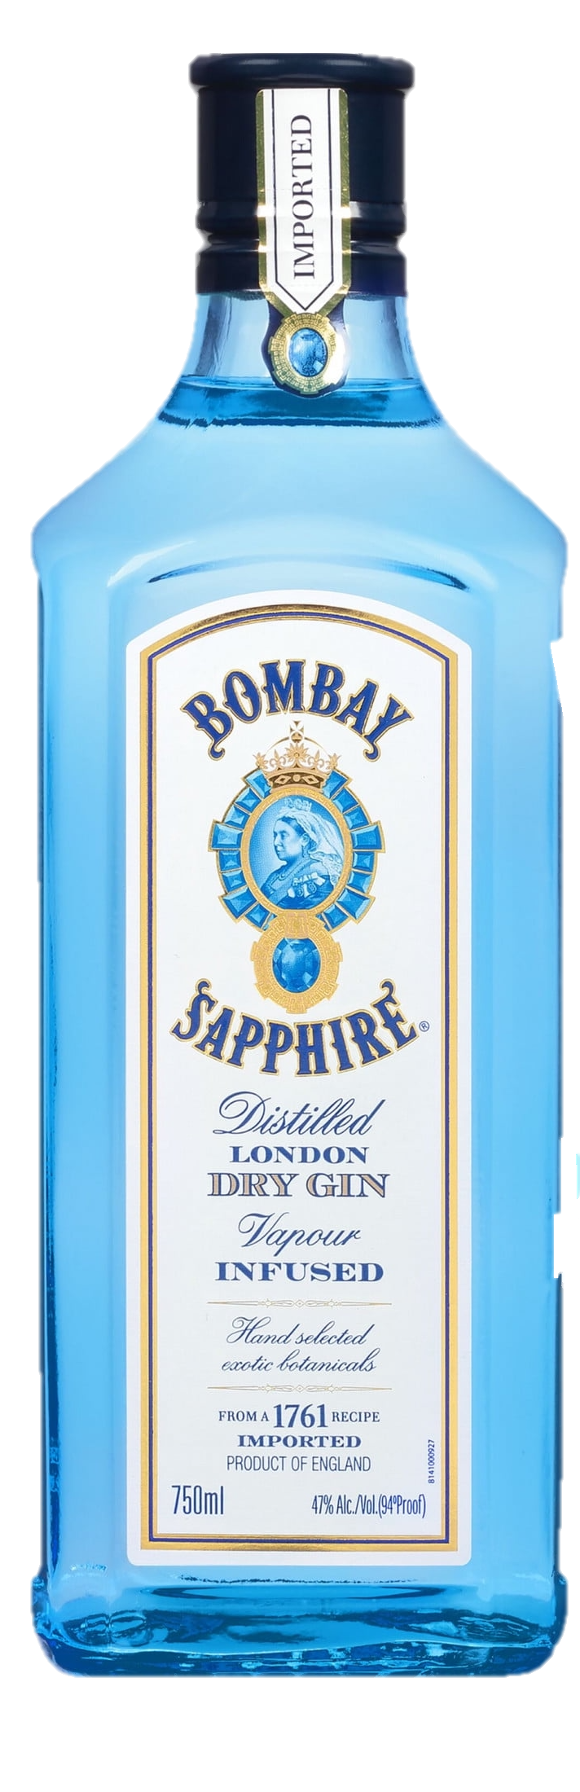 IMPORTED
BOMBAY
SAPPHIRE®
Distilled
LONDON
DRY GIN
Vapour
INFUSED
Hand selected
exotic botanicals
FROM A 1761 RECIPE
IMPORTED
PRODUCT OF ENGLAND
8141000927
750ml 47% Alc./Vol.(94°Proof)